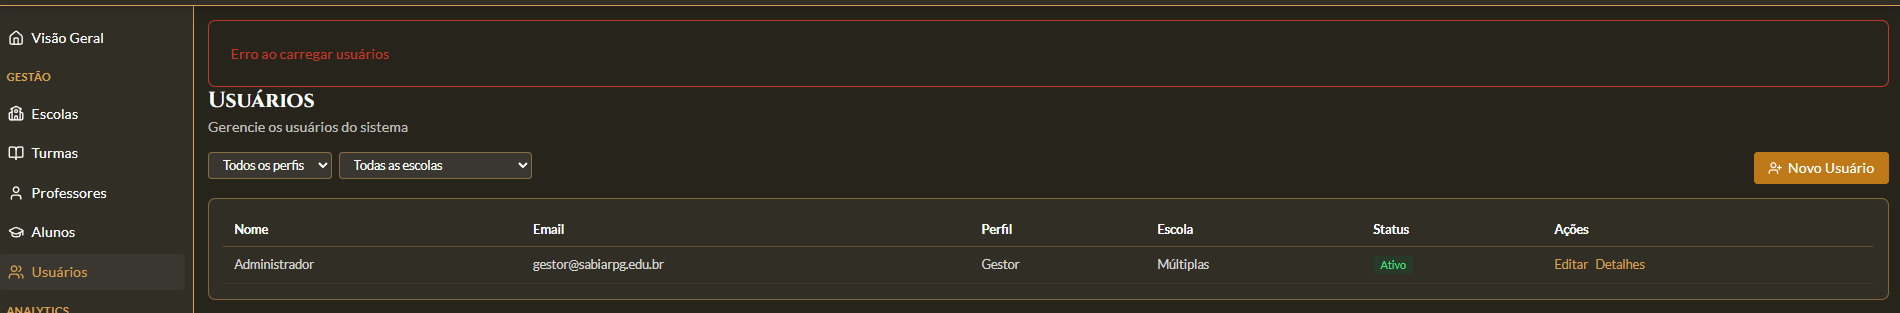 Visão Geral
GESTÃO
Escolas
Turmas
Professores
Alunos
Usuários
ANALYTICS
Erro ao carregar usuários
Usuários
Gerencie os usuários do sistema
Todos os perfis Todas as escolas Novo Usuário
Nome Email Perfil Escola Status Ações
Administrador gestor@sabiarpg.edu.br Gestor Múltiplas Ativo Editar Detalhes